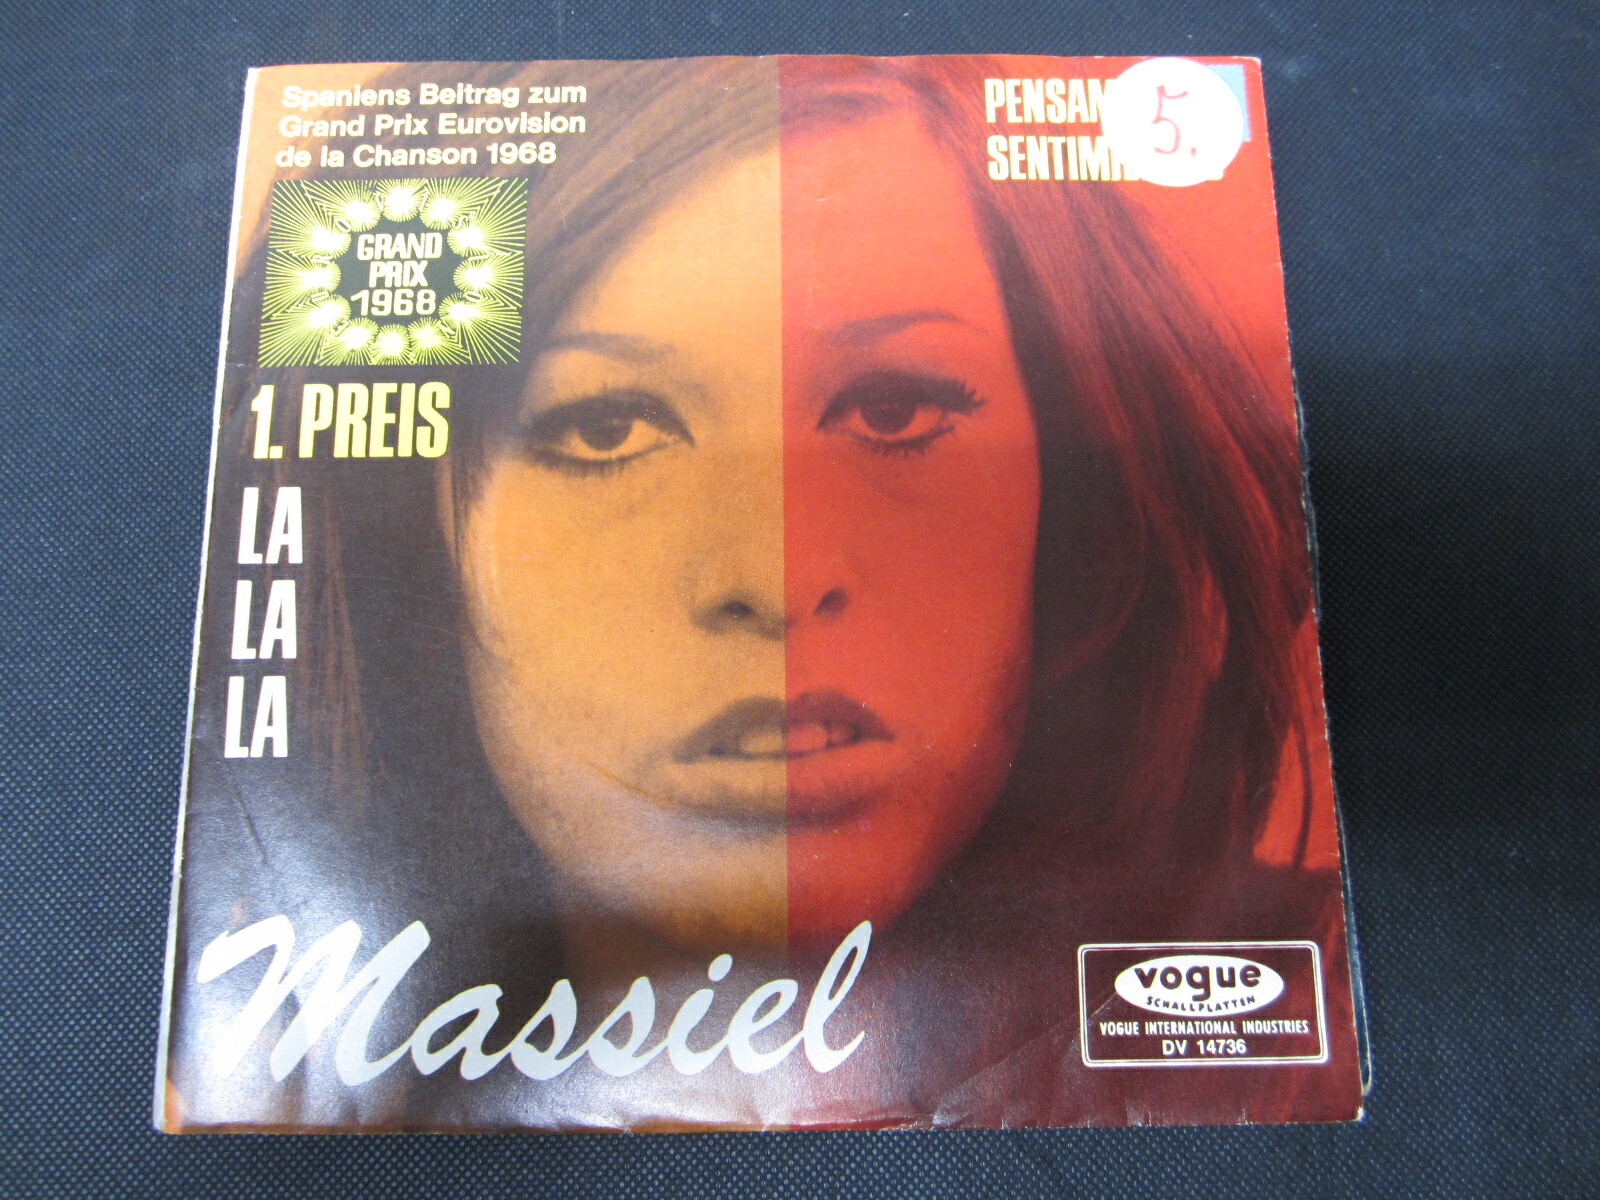 Spaniens Beitrag zum
Grand Prix Eurovision
de la Chanson 1968
GRAND
PRIX
1968
1. PREIS
LA
LA
LA
5.
Massiel
vogue
SCHALLPLATTEN
VOGUE INTERNATIONAL INDUSTRIES
DV 14736